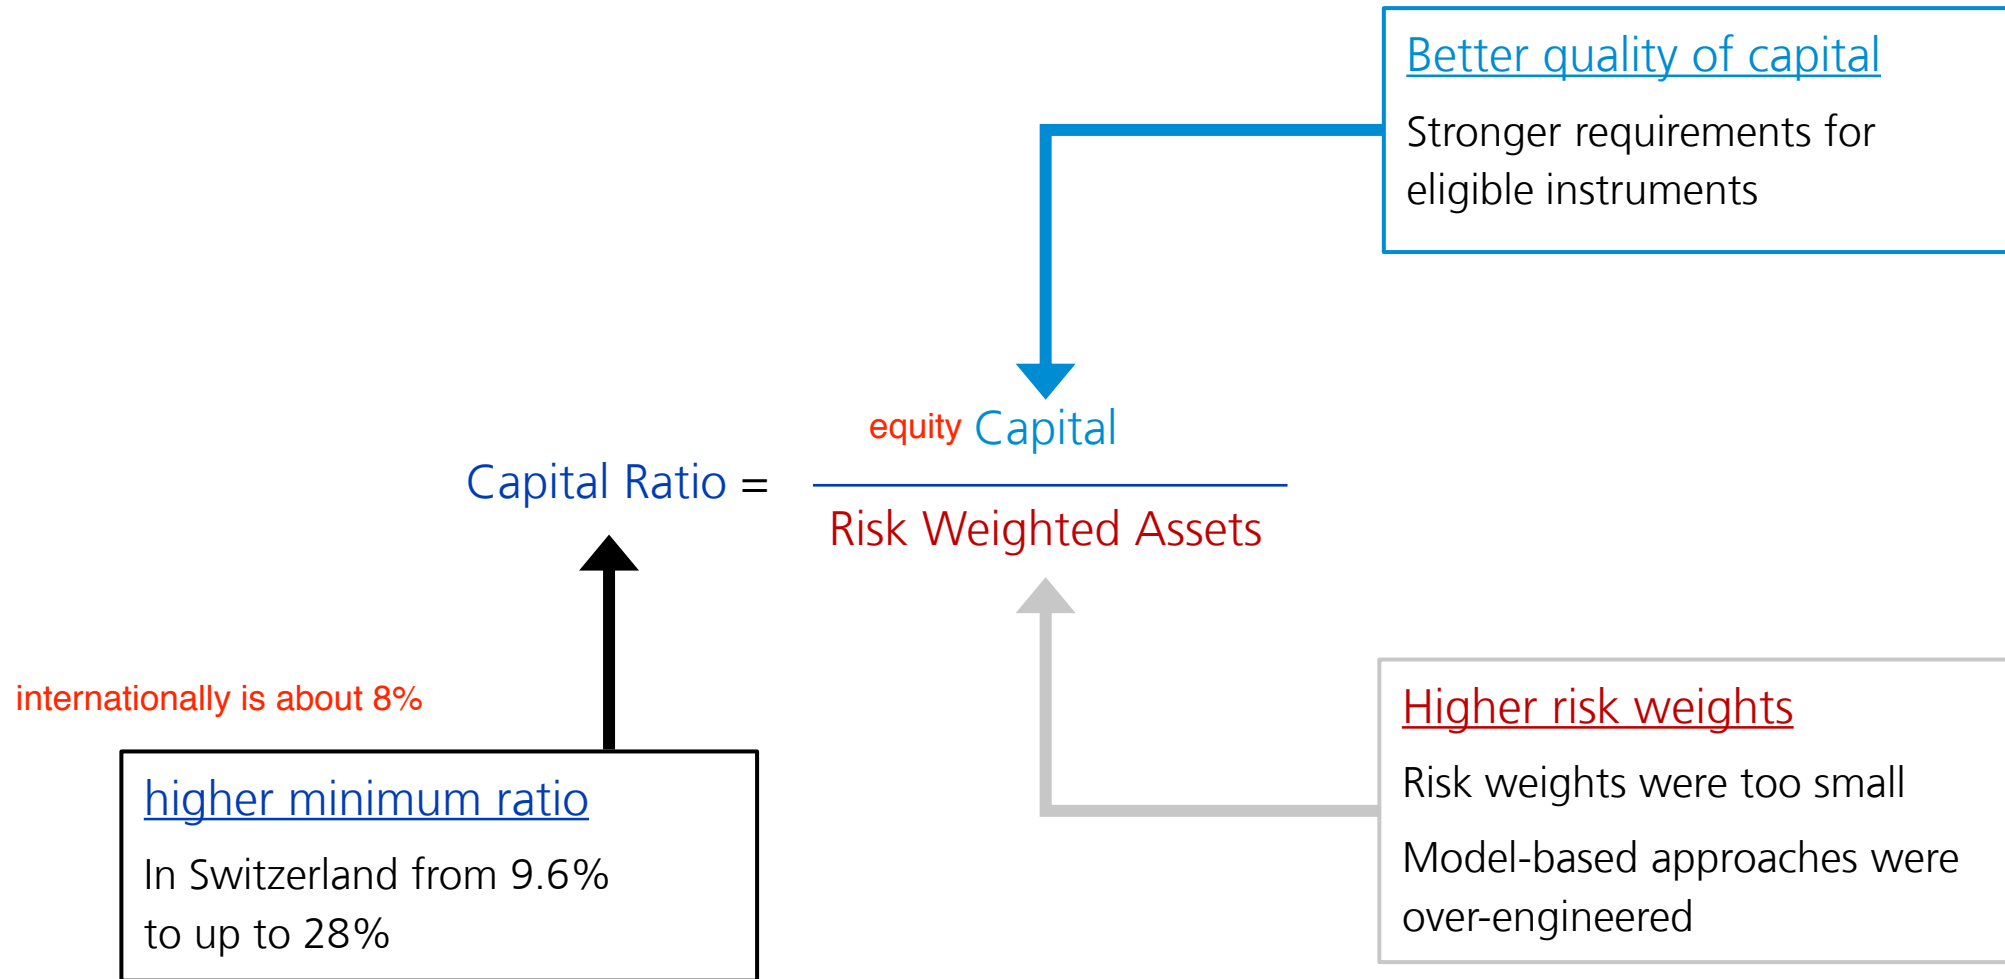 Better quality of capital
Stronger requirements for
eligible instruments
equity Capital
Capital Ratio =
Risk Weighted Assets
internationally is about 8%
higher minimum ratio
In Switzerland from 9.6%
to up to 28%
Higher risk weights
Risk weights were too small
Model-based approaches were
over-engineered